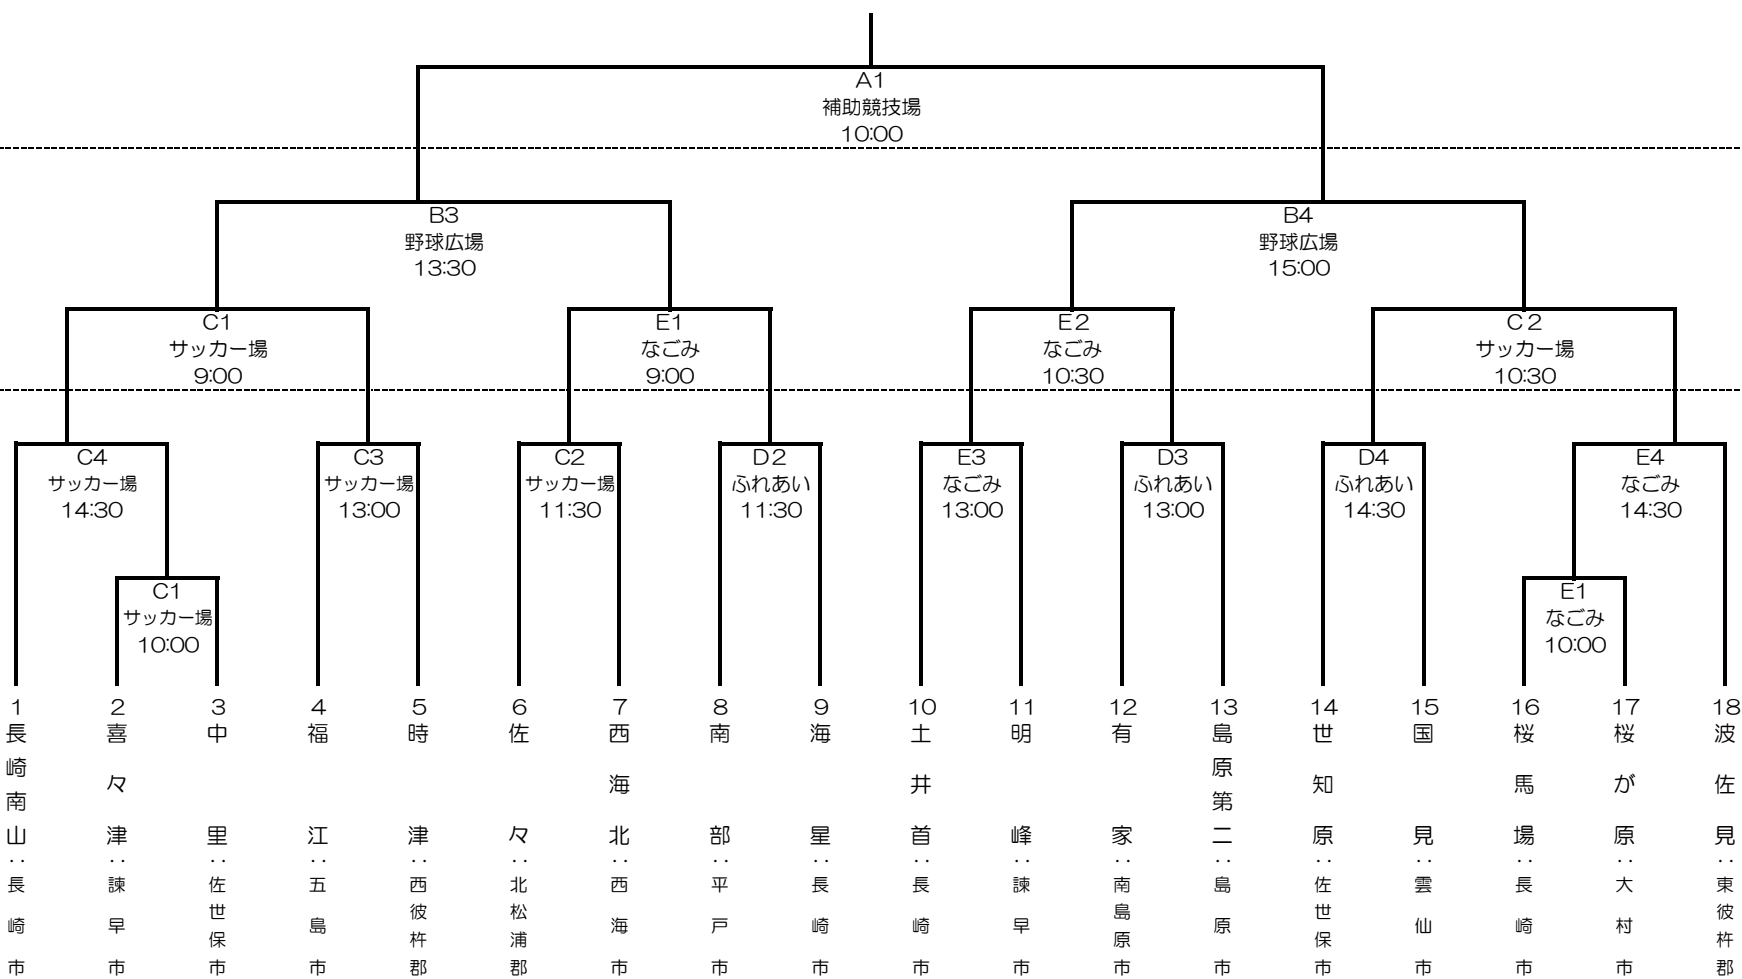 A1
補助競技場
10:00
B3
野球広場
13:30
B4
野球広場
15:00
C1
サッカー場
9:00
E1
なごみ
9:00
E2
なごみ
10:30
C2
サッカー場
10:30
C4
サッカー場
14:30
C3
サッカー場
13:00
C2
サッカー場
11:30
D2
ふれあい
11:30
E3
なごみ
13:00
D3
ふれあい
13:00
D4
ふれあい
14:30
E4
なごみ
14:30
C1
サッカー場
10:00
E1
なごみ
10:00
1
長崎南山:長崎市
2
喜々津:諫早市
3
中里:佐世保市
4
福江:五島市
5
時津:西彼杵郡
6
佐々:北松浦郡
7
西海北:西海市
8
南部:平戸市
9
海星:長崎市
10
土井首:長崎市
11
明峰:諫早市
12
有家:南島原市
13
島原第二:島原市
14
世知原:佐世保市
15
国見:雲仙市
16
桜馬場:長崎市
17
桜が原:大村市
18
波佐見:東彼杵郡